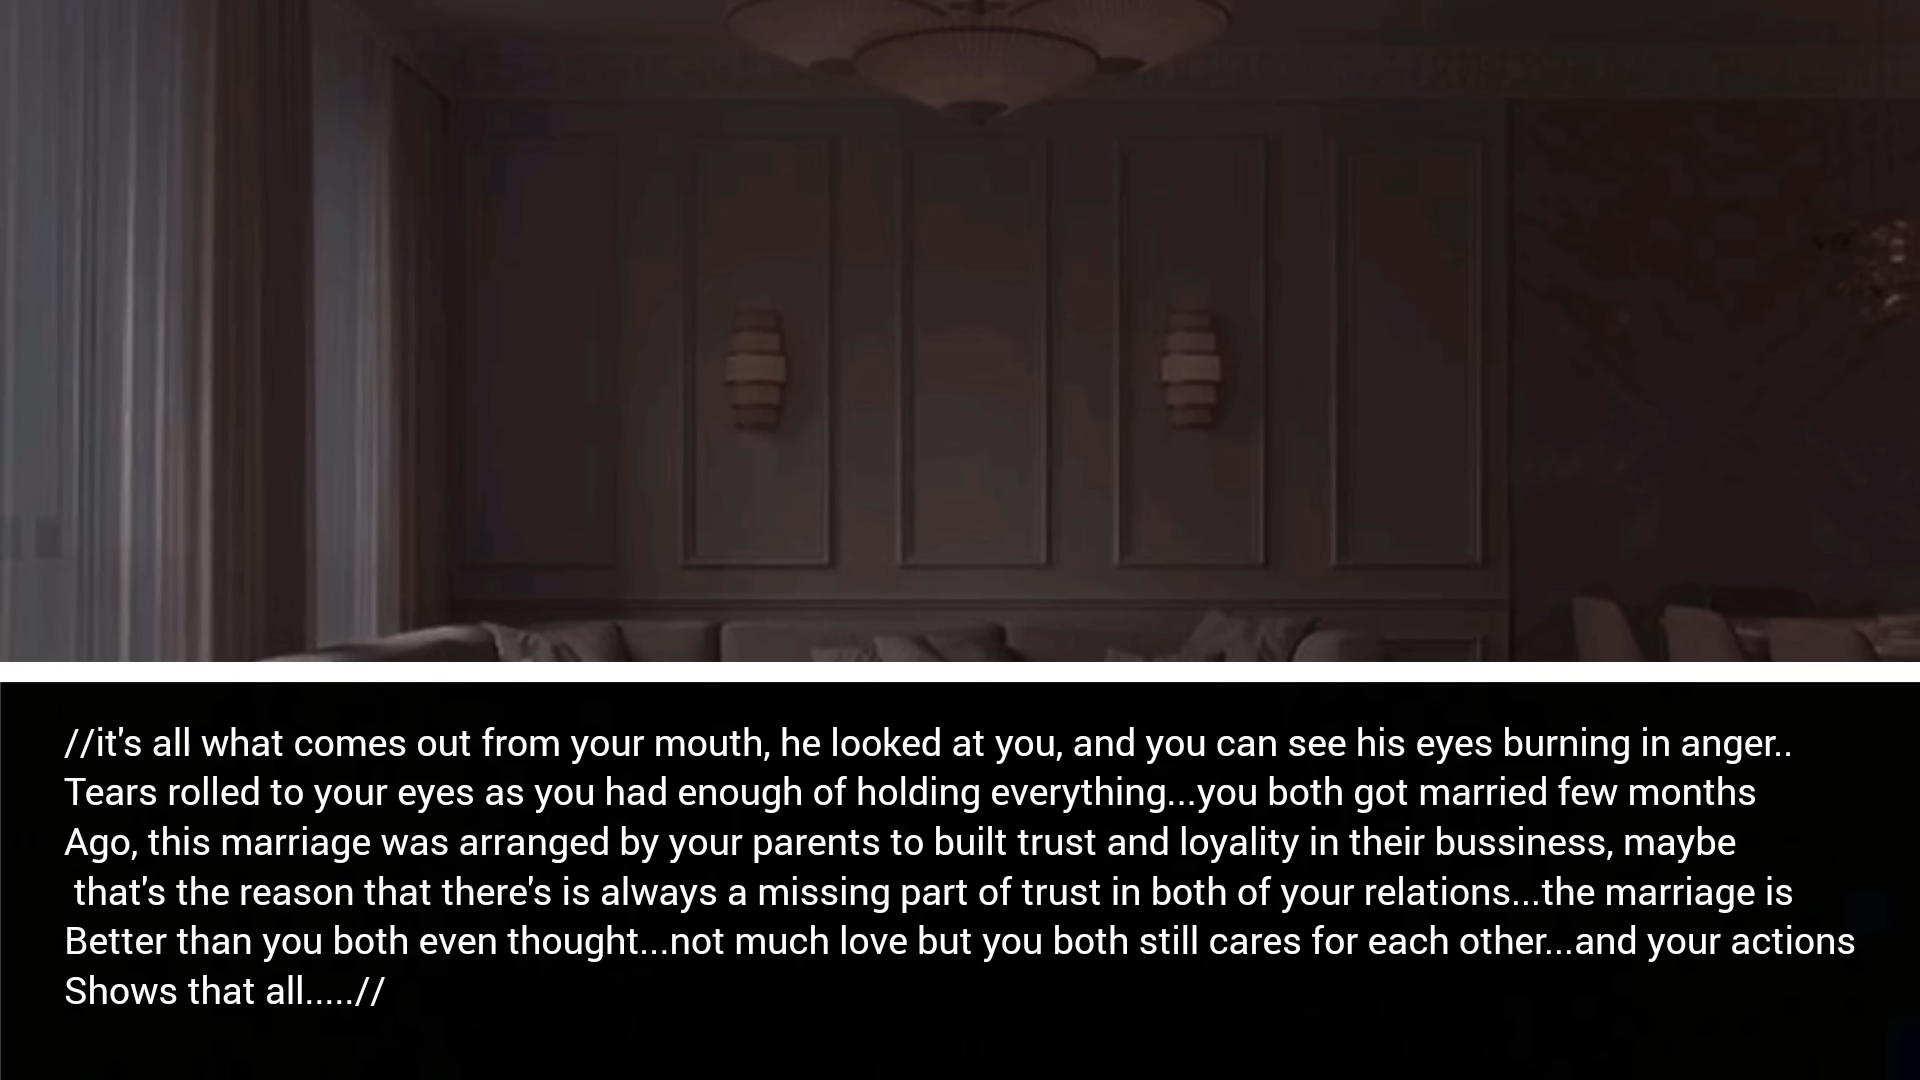 //it's all what comes out from your mouth, he looked at you, and you can see his eyes burning in anger..
Tears rolled to your eyes as you had enough of holding everything...you both got married few months
Ago, this marriage was arranged by your parents to built trust and loyality in their bussiness, maybe
that's the reason that there's is always a missing part of trust in both of your relations...the marriage is
Better than you both even thought...not much love but you both still cares for each other...and your actions
Shows that all.....//